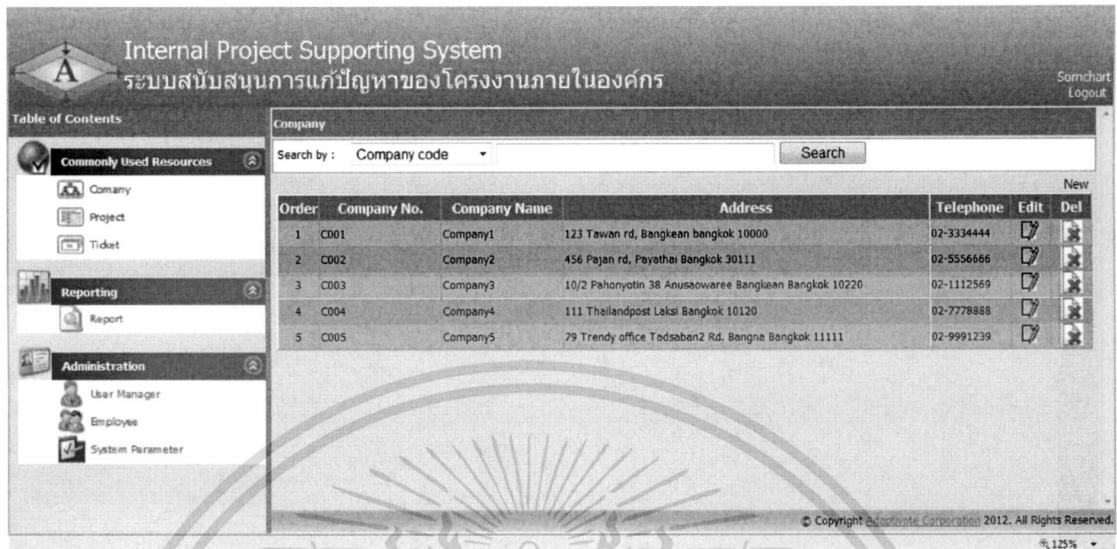 A
Internal Project Supporting System
ระบบสนับสนุนการแก้ปัญหาของโครงงานภายในองค์กร
Somchart
Logout
Table of Contents
Commonly Used Resources
Comany
Project
Ticket
Reporting
Report
Administration
User Manager
Employee
System Parameter
Company
Search by : Company code Search
New
Order Company No. Company Name Address Telephone Edit Del
1 C001 Company1 123 Tawan rd, Bangkean bangkok 10000 02-3334444
2 C002 Company2 456 Pajan rd, Payathai Bangkok 30111 02-5556666
3 C003 Company3 10/2 Pahonyotin 38 Anusaowaree Bangkean Bangkok 10220 02-1112569
4 C004 Company4 111 Thailandpost Laksi Bangkok 10120 02-7778888
5 C005 Company5 79 Trendy office Tadsaban2 Rd. Bangna Bangkok 11111 02-9991239
© Copyright Adaptivate Corporation 2012. All Rights Reserved.
125%